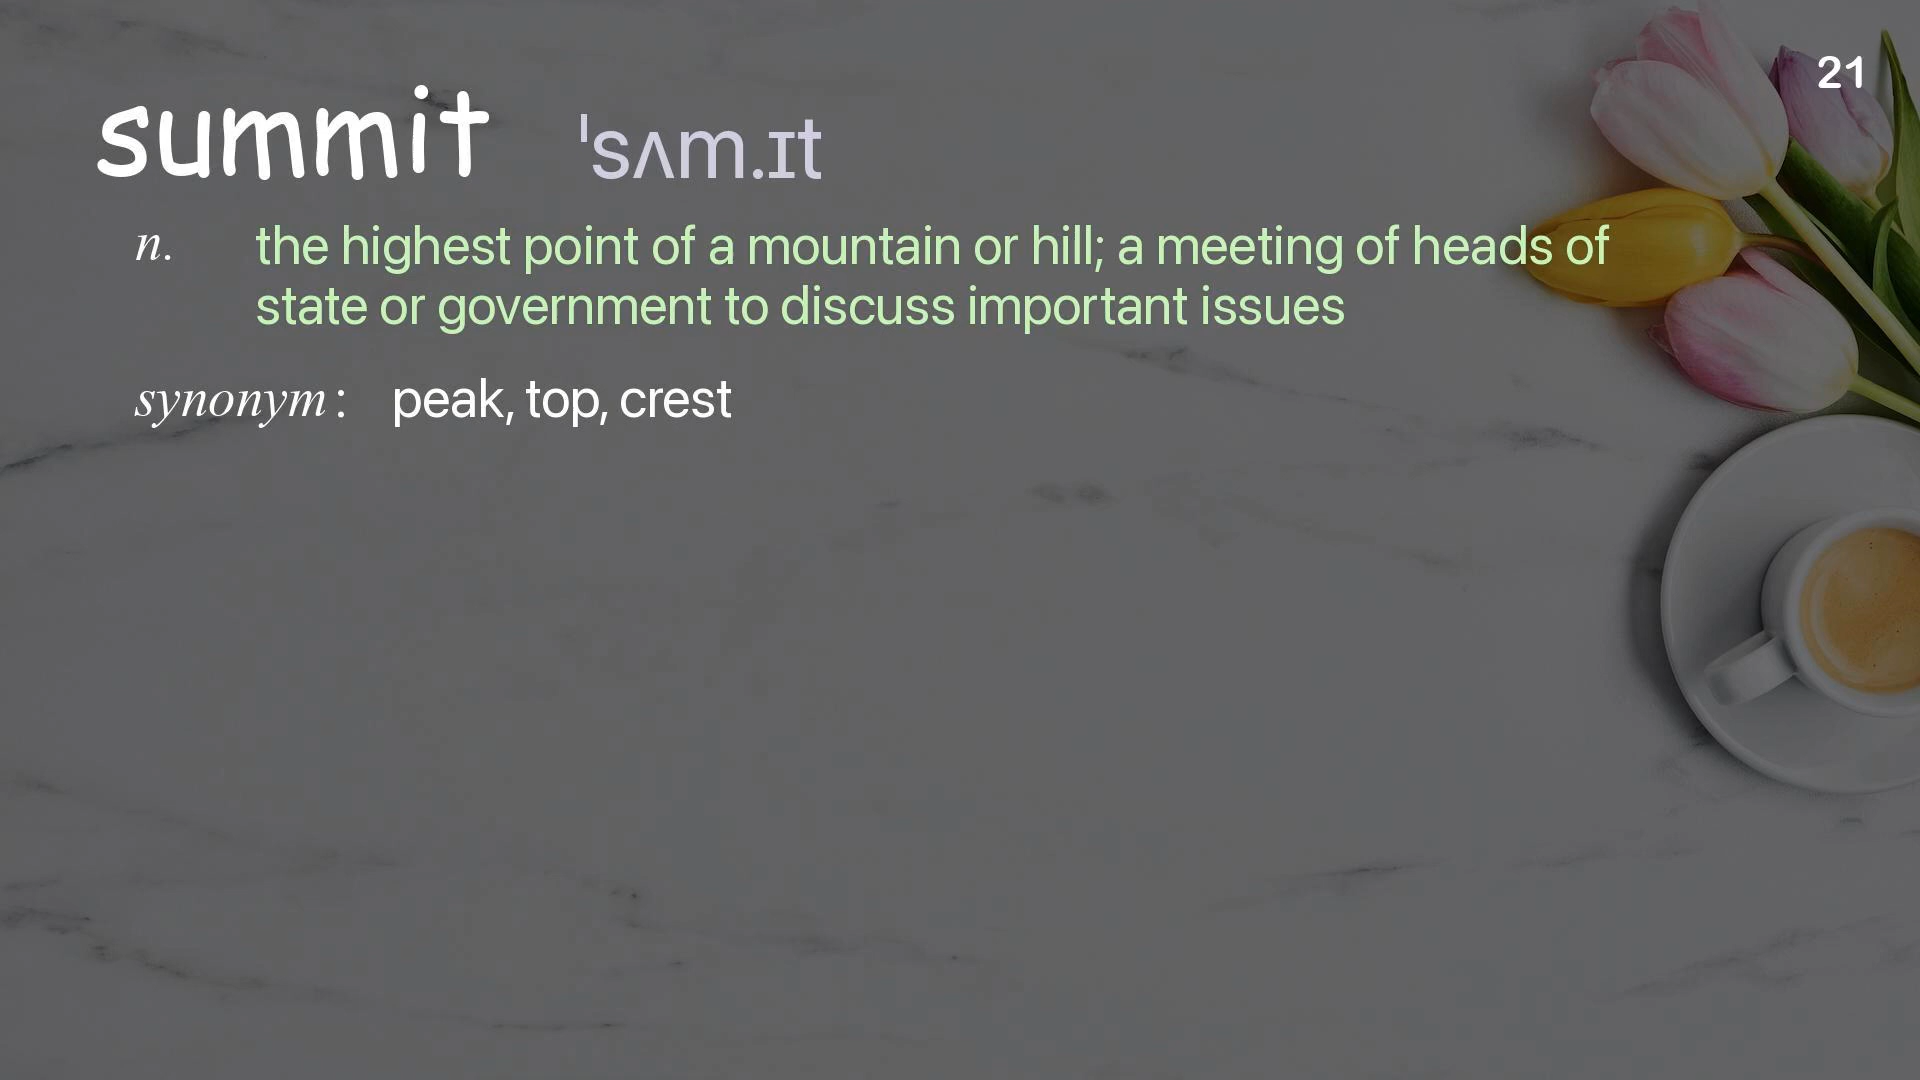 21
summit ˈsʌm.ɪt
n. the highest point of a mountain or hill; a meeting of heads of
state or government to discuss important issues
synonym: peak, top, crest